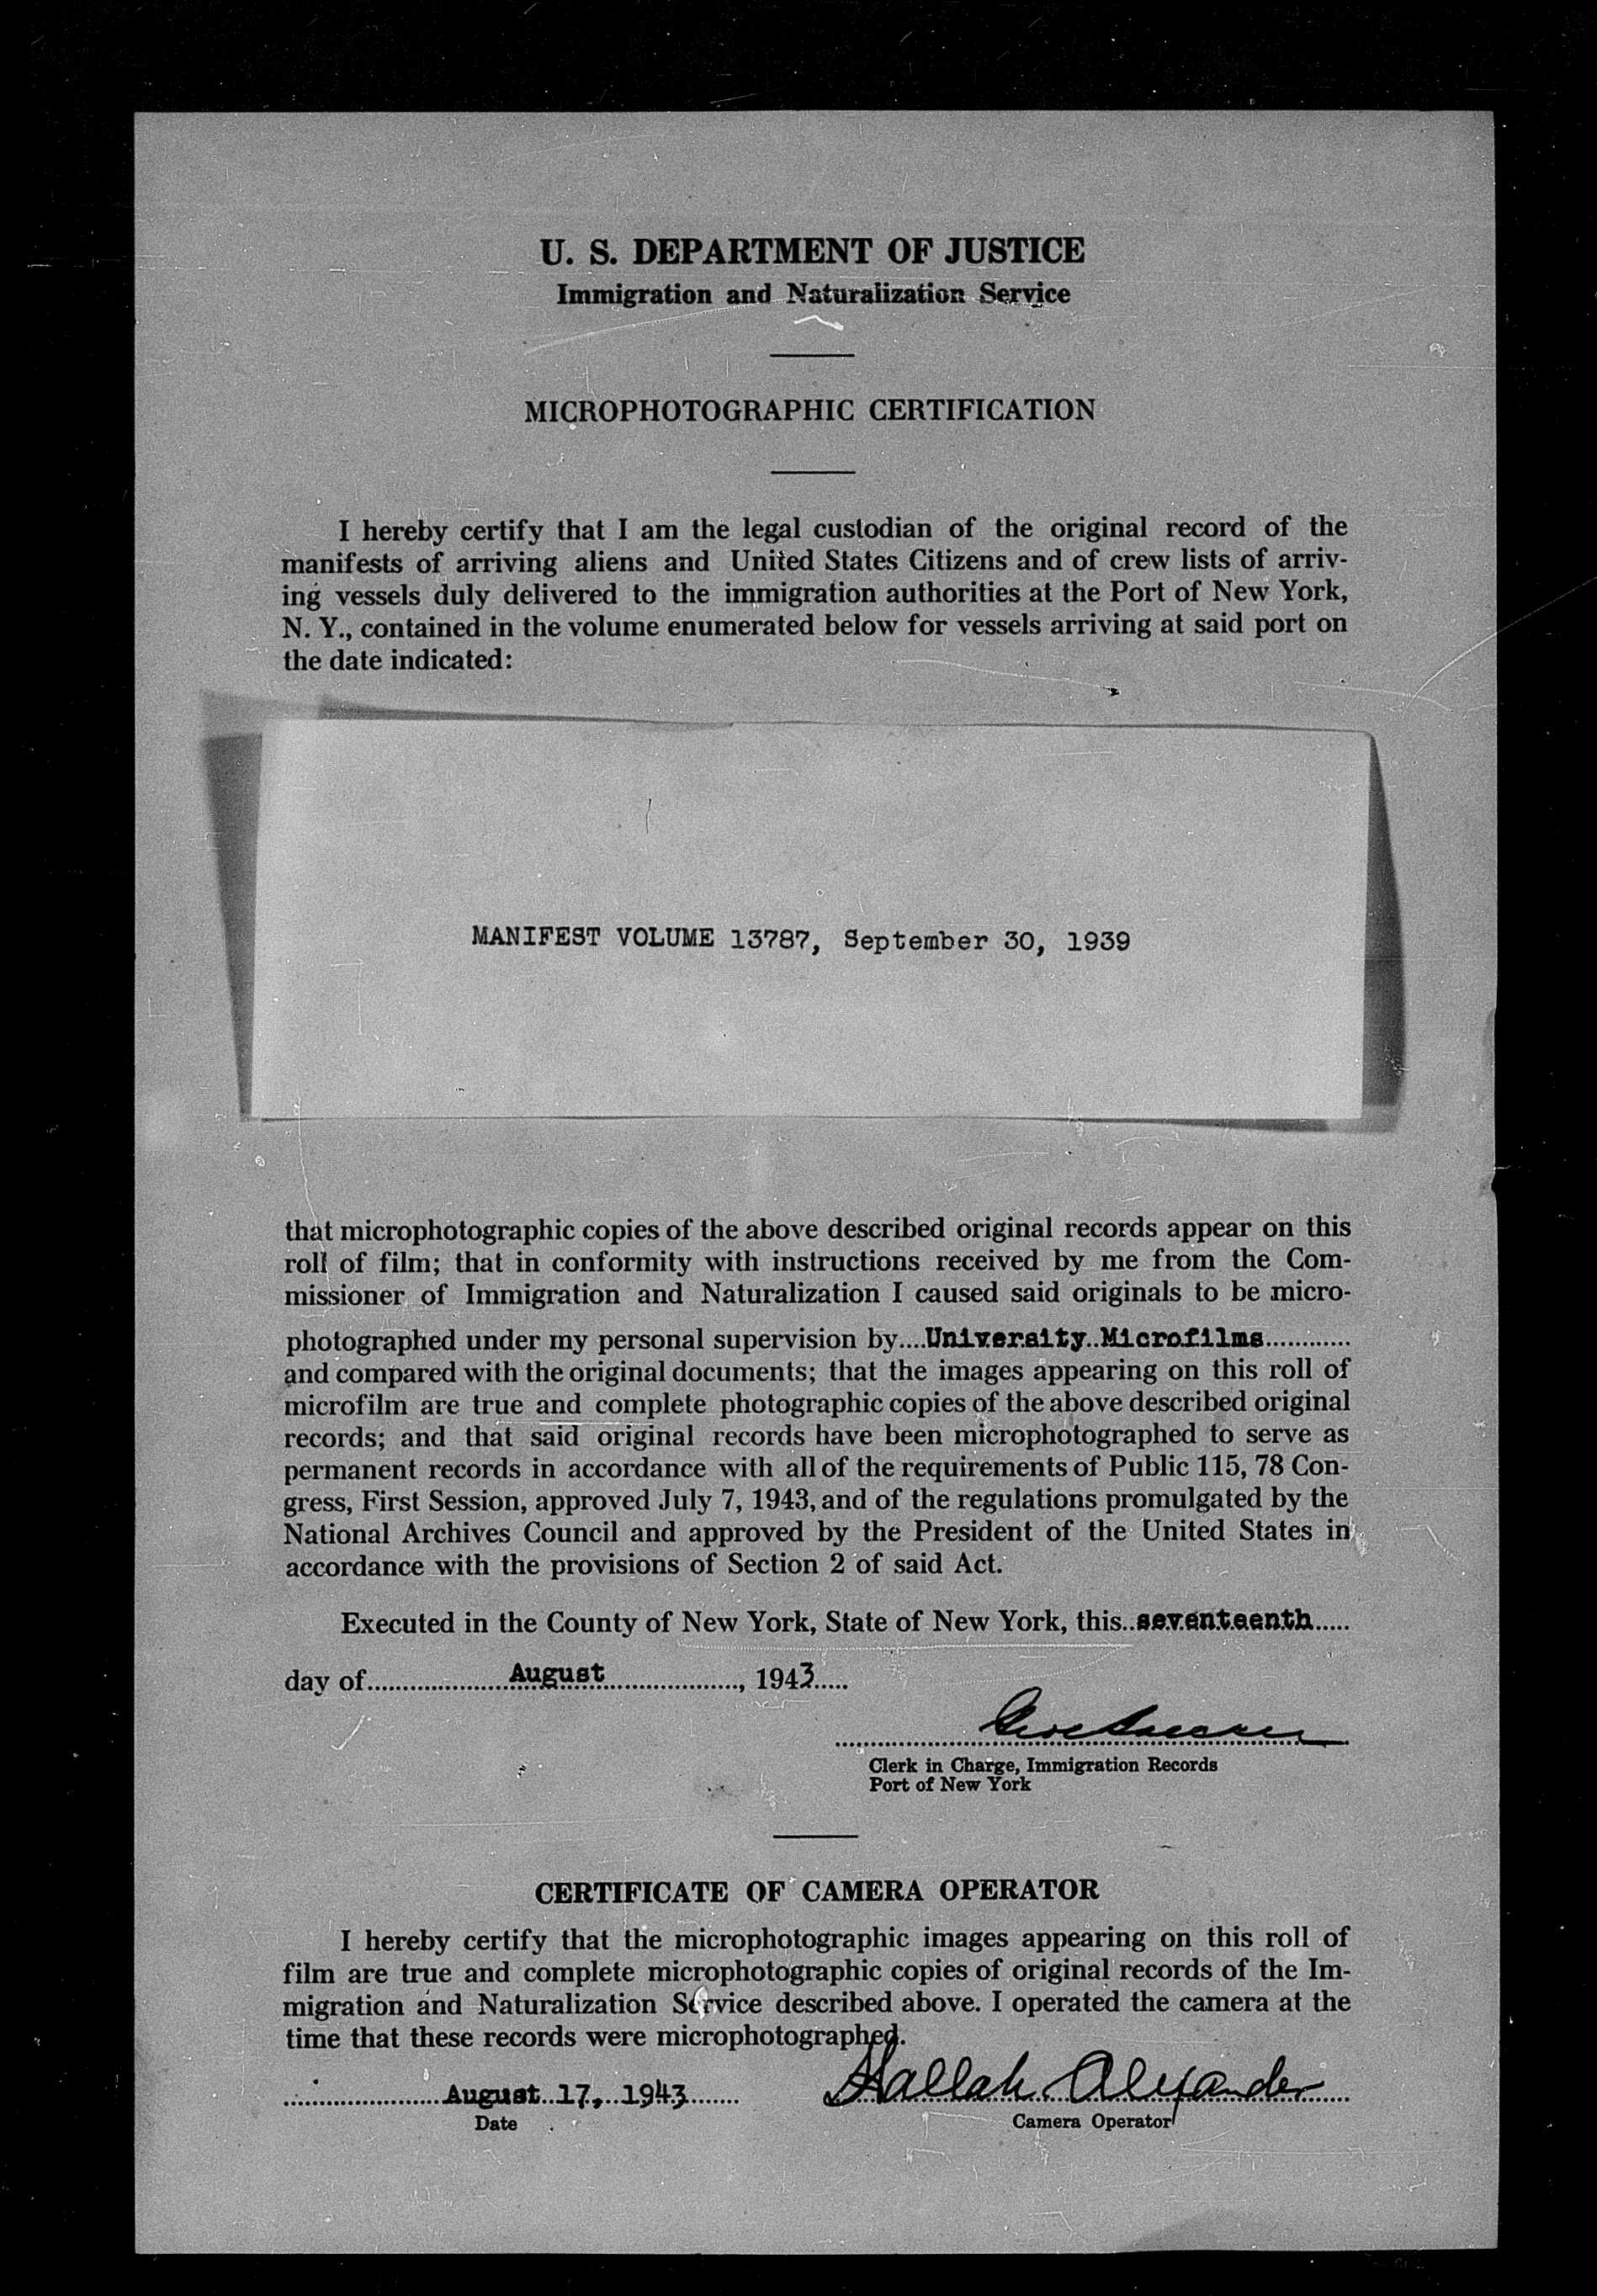 U. S. DEPARTMENT OF JUSTICE
Immigration and Naturalization Service
MICROPHOTOGRAPHIC CERTIFICATION
I hereby certify that I am the legal custodian of the original record of the
manifests of arriving aliens and United States Citizens and of crew lists of arriv-
ing vessels duly delivered to the immigration authorities at the Port of New York,
N. Y., contained in the volume enumerated below for vessels arriving at said port on
the date indicated:
MANIFEST VOLUME 13787, September 30, 1939
that microphotographic copies of the above described original records appear on this
roll of film; that in conformity with instructions received by me from the Com-
missioner of Immigration and Naturalization I caused said originals to be micro-
photographed under my personal supervision by....University Microfilms............
and compared with the original documents; that the images appearing on this roll of
microfilm are true and complete photographic copies of the above described original
records; and that said original records have been microphotographed to serve as
permanent records in accordance with all of the requirements of Public 115, 78 Con-
gress, First Session, approved July 7, 1943, and of the regulations promulgated by the
National Archives Council and approved by the President of the United States in
accordance with the provisions of Section 2 of said Act.
Executed in the County of New York, State of New York, this..seventeenth.....
day of....................August...................., 1943.....
Clerk in Charge, Immigration Records
Port of New York
CERTIFICATE OF CAMERA OPERATOR
I hereby certify that the microphotographic images appearing on this roll of
film are true and complete microphotographic copies of original records of the Im-
migration and Naturalization Service described above. I operated the camera at the
time that these records were microphotographed.
August 17, 1943 Hallah Alexander
Date Camera Operator